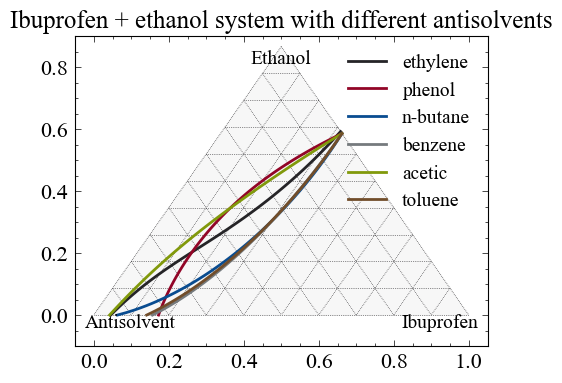 Ibuprofen + ethanol system with different antisolvents
Ethanol
ethylene
phenol
n-butane
benzene
acetic
toluene
0.8
0.6
0.4
0.2
0.0
Antisolvent
Ibuprofen
0.0 0.2 0.4 0.6 0.8 1.0